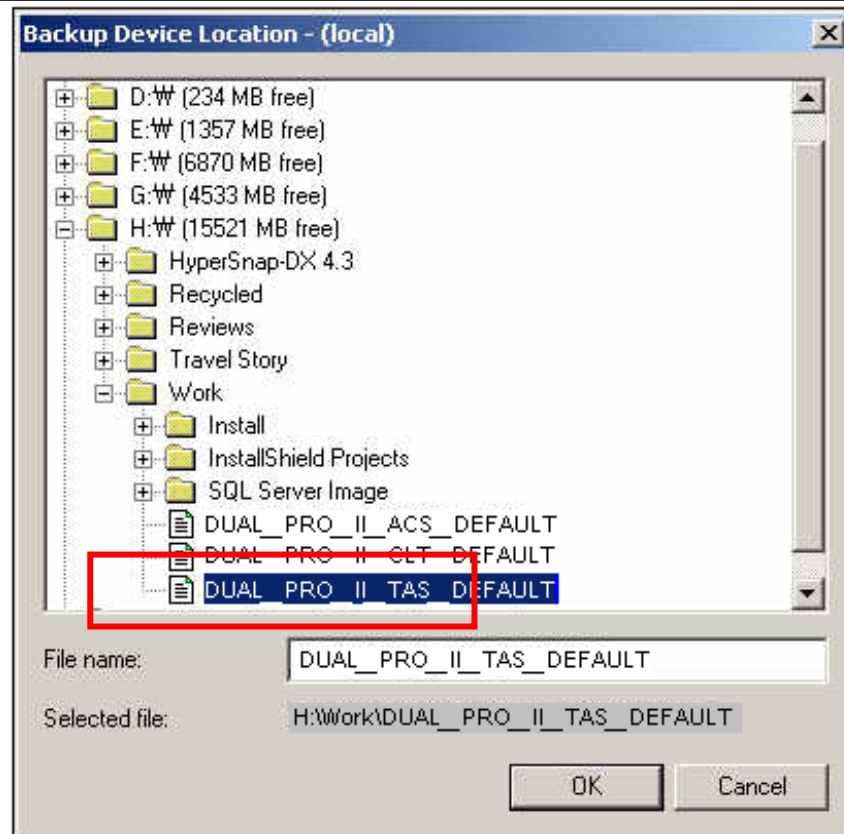 Backup Device Location - (local)
D:₩ (234 MB free)
E:₩ (1357 MB free)
F:₩ (6870 MB free)
G:₩ (4533 MB free)
H:₩ (15521 MB free)
HyperSnap-DX 4.3
Recycled
Reviews
Travel Story
Work
Install
InstallShield Projects
SQL Server Image
DUAL__PRO__II__ACS__DEFAULT
DUAL__PRO__II__CLT__DEFAULT
DUAL__PRO__II__TAS__DEFAULT
File name: DUAL__PRO__II__TAS__DEFAULT
Selected file: H:\Work\DUAL__PRO__II__TAS__DEFAULT
OK Cancel